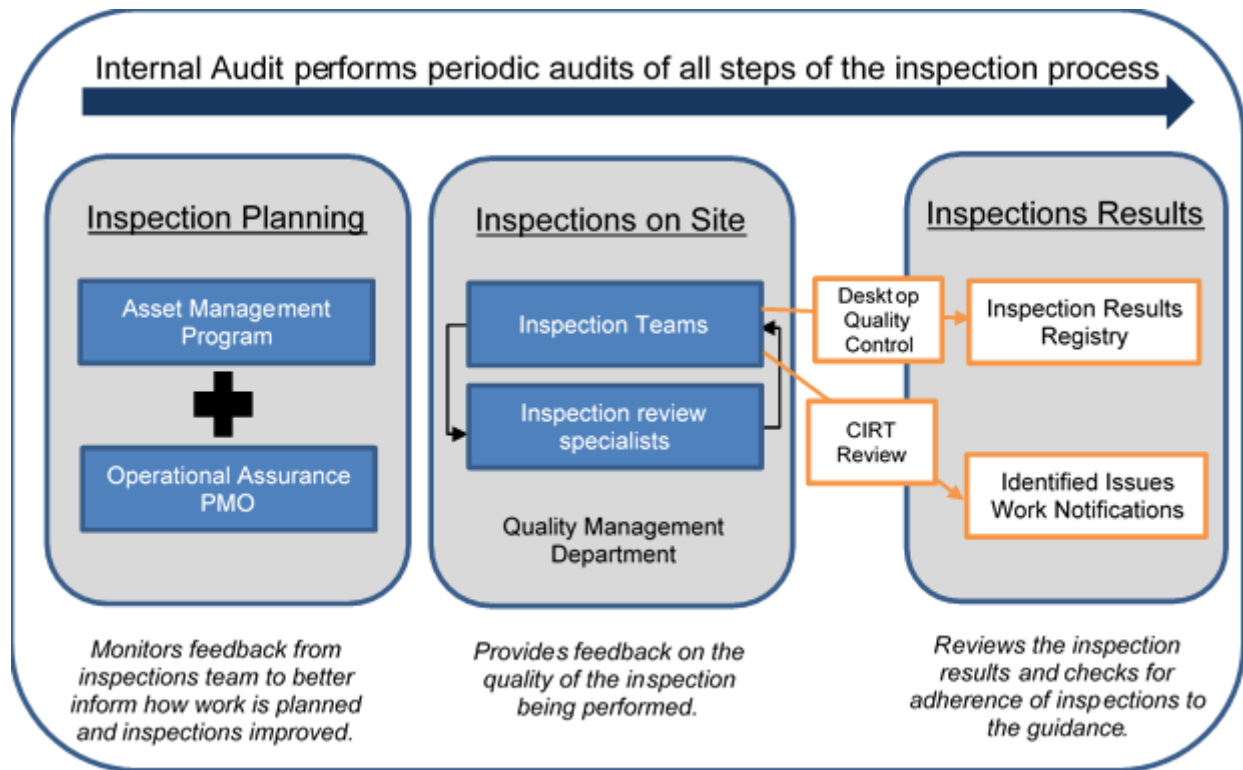 Internal Audit performs periodic audits of all steps of the inspection process
Inspection Planning
Asset Management
Program
Operational Assurance
PMO
Monitors feedback from
inspections team to better
inform how work is planned
and inspections improved.
Inspections on Site
Inspection Teams
Inspection review
specialists
Quality Management
Department
Provides feedback on the
quality of the inspection
being performed.
Desktop
Quality
Control
CIRT
Review
Inspections Results
Inspection Results
Registry
Identified Issues
Work Notifications
Reviews the inspection
results and checks for
adherence of inspections to
the guidance.